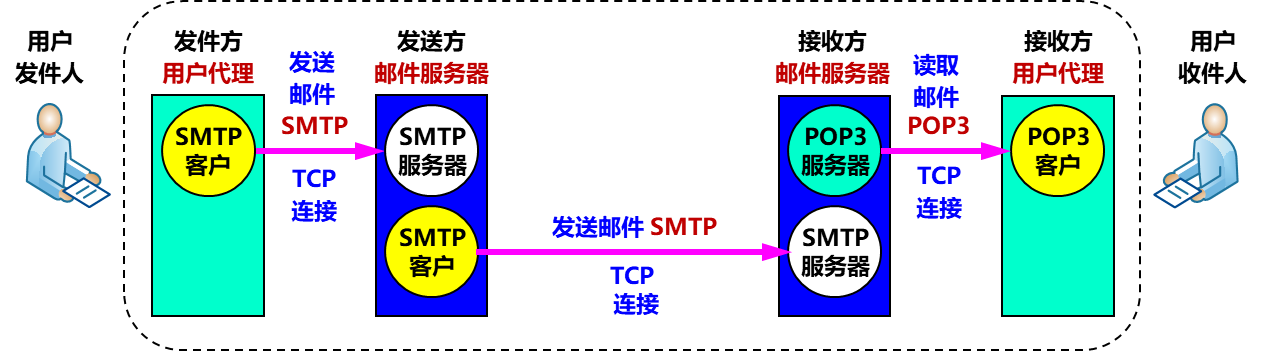 用户
发件人
发件方
用户代理
发送
邮件
SMTP
TCP
连接
SMTP
客户
发送方
邮件服务器
SMTP
服务器
SMTP
客户
发送邮件 SMTP
TCP
连接
接收方
邮件服务器
POP3
服务器
SMTP
服务器
读取
邮件
POP3
TCP
连接
接收方
用户代理
POP3
客户
用户
收件人